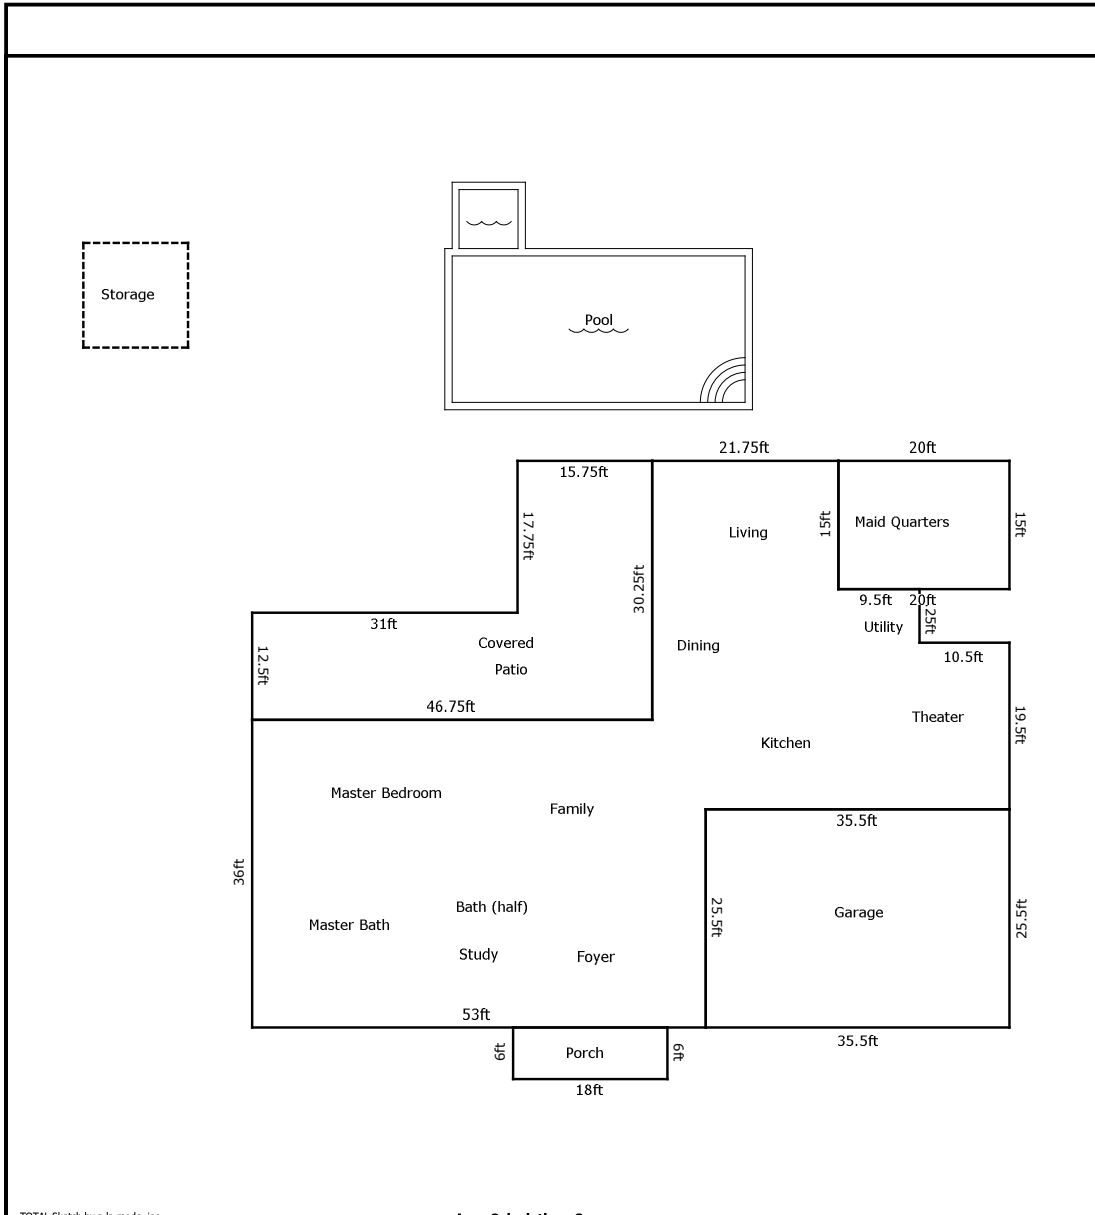 Storage
Pool
21.75ft
20ft
15.75ft
17.75ft
15ft
Maid Quarters
15ft
Living
30.25ft
9.5ft
20ft
25ft
Utility
31ft
Covered
Patio
12.5ft
Dining
10.5ft
46.75ft
Theater
19.5ft
Kitchen
Master Bedroom
Family
35.5ft
36ft
Bath (half)
Master Bath
25.5ft
Garage
25.5ft
Study
Foyer
53ft
35.5ft
6ft
Porch
6ft
18ft